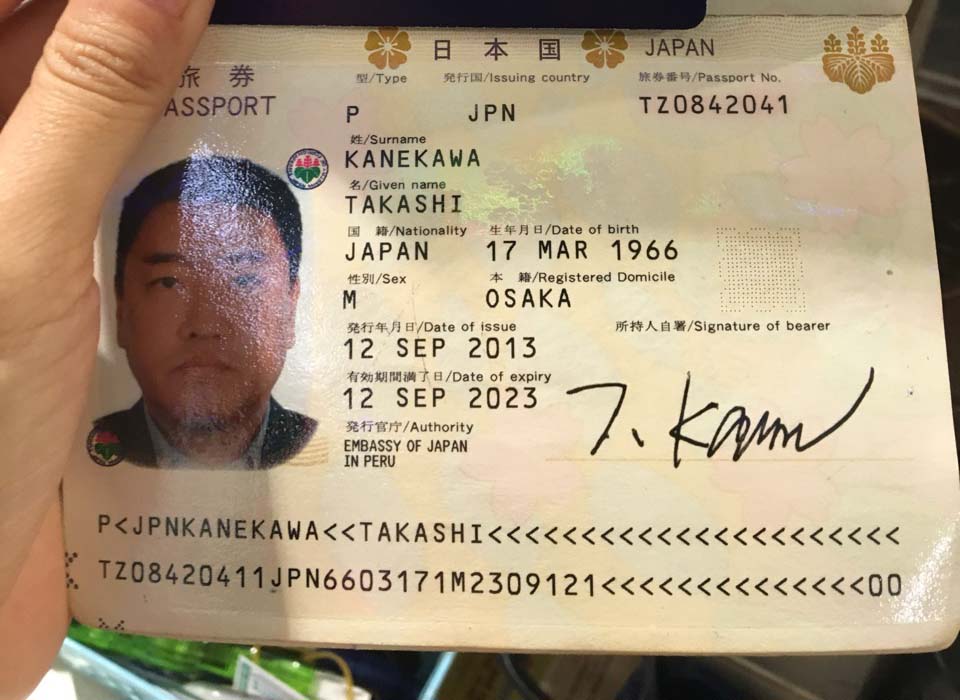 日本国 JAPAN
旅券 型/Type 発行国/Issuing country 旅券番号/Passport No.
ASSPORT P JPN TZ0842041
姓/Surname
KANEKAWA
名/Given name
TAKASHI
国 籍/Nationality 生年月日/Date of birth
JAPAN 17 MAR 1966
性別/Sex 本 籍/Registered Domicile
M OSAKA
発行年月日/Date of issue 所持人自署/Signature of bearer
12 SEP 2013
有効期間満了日/Date of expiry
12 SEP 2023
発行官庁/Authority
EMBASSY OF JAPAN
IN PERU
P<JPNKANEKAWA<<TAKASHI<<<<<<<<<<<<<<<<<<<<<<
TZ08420411JPN6603171M2309121<<<<<<<<<<<<<<00